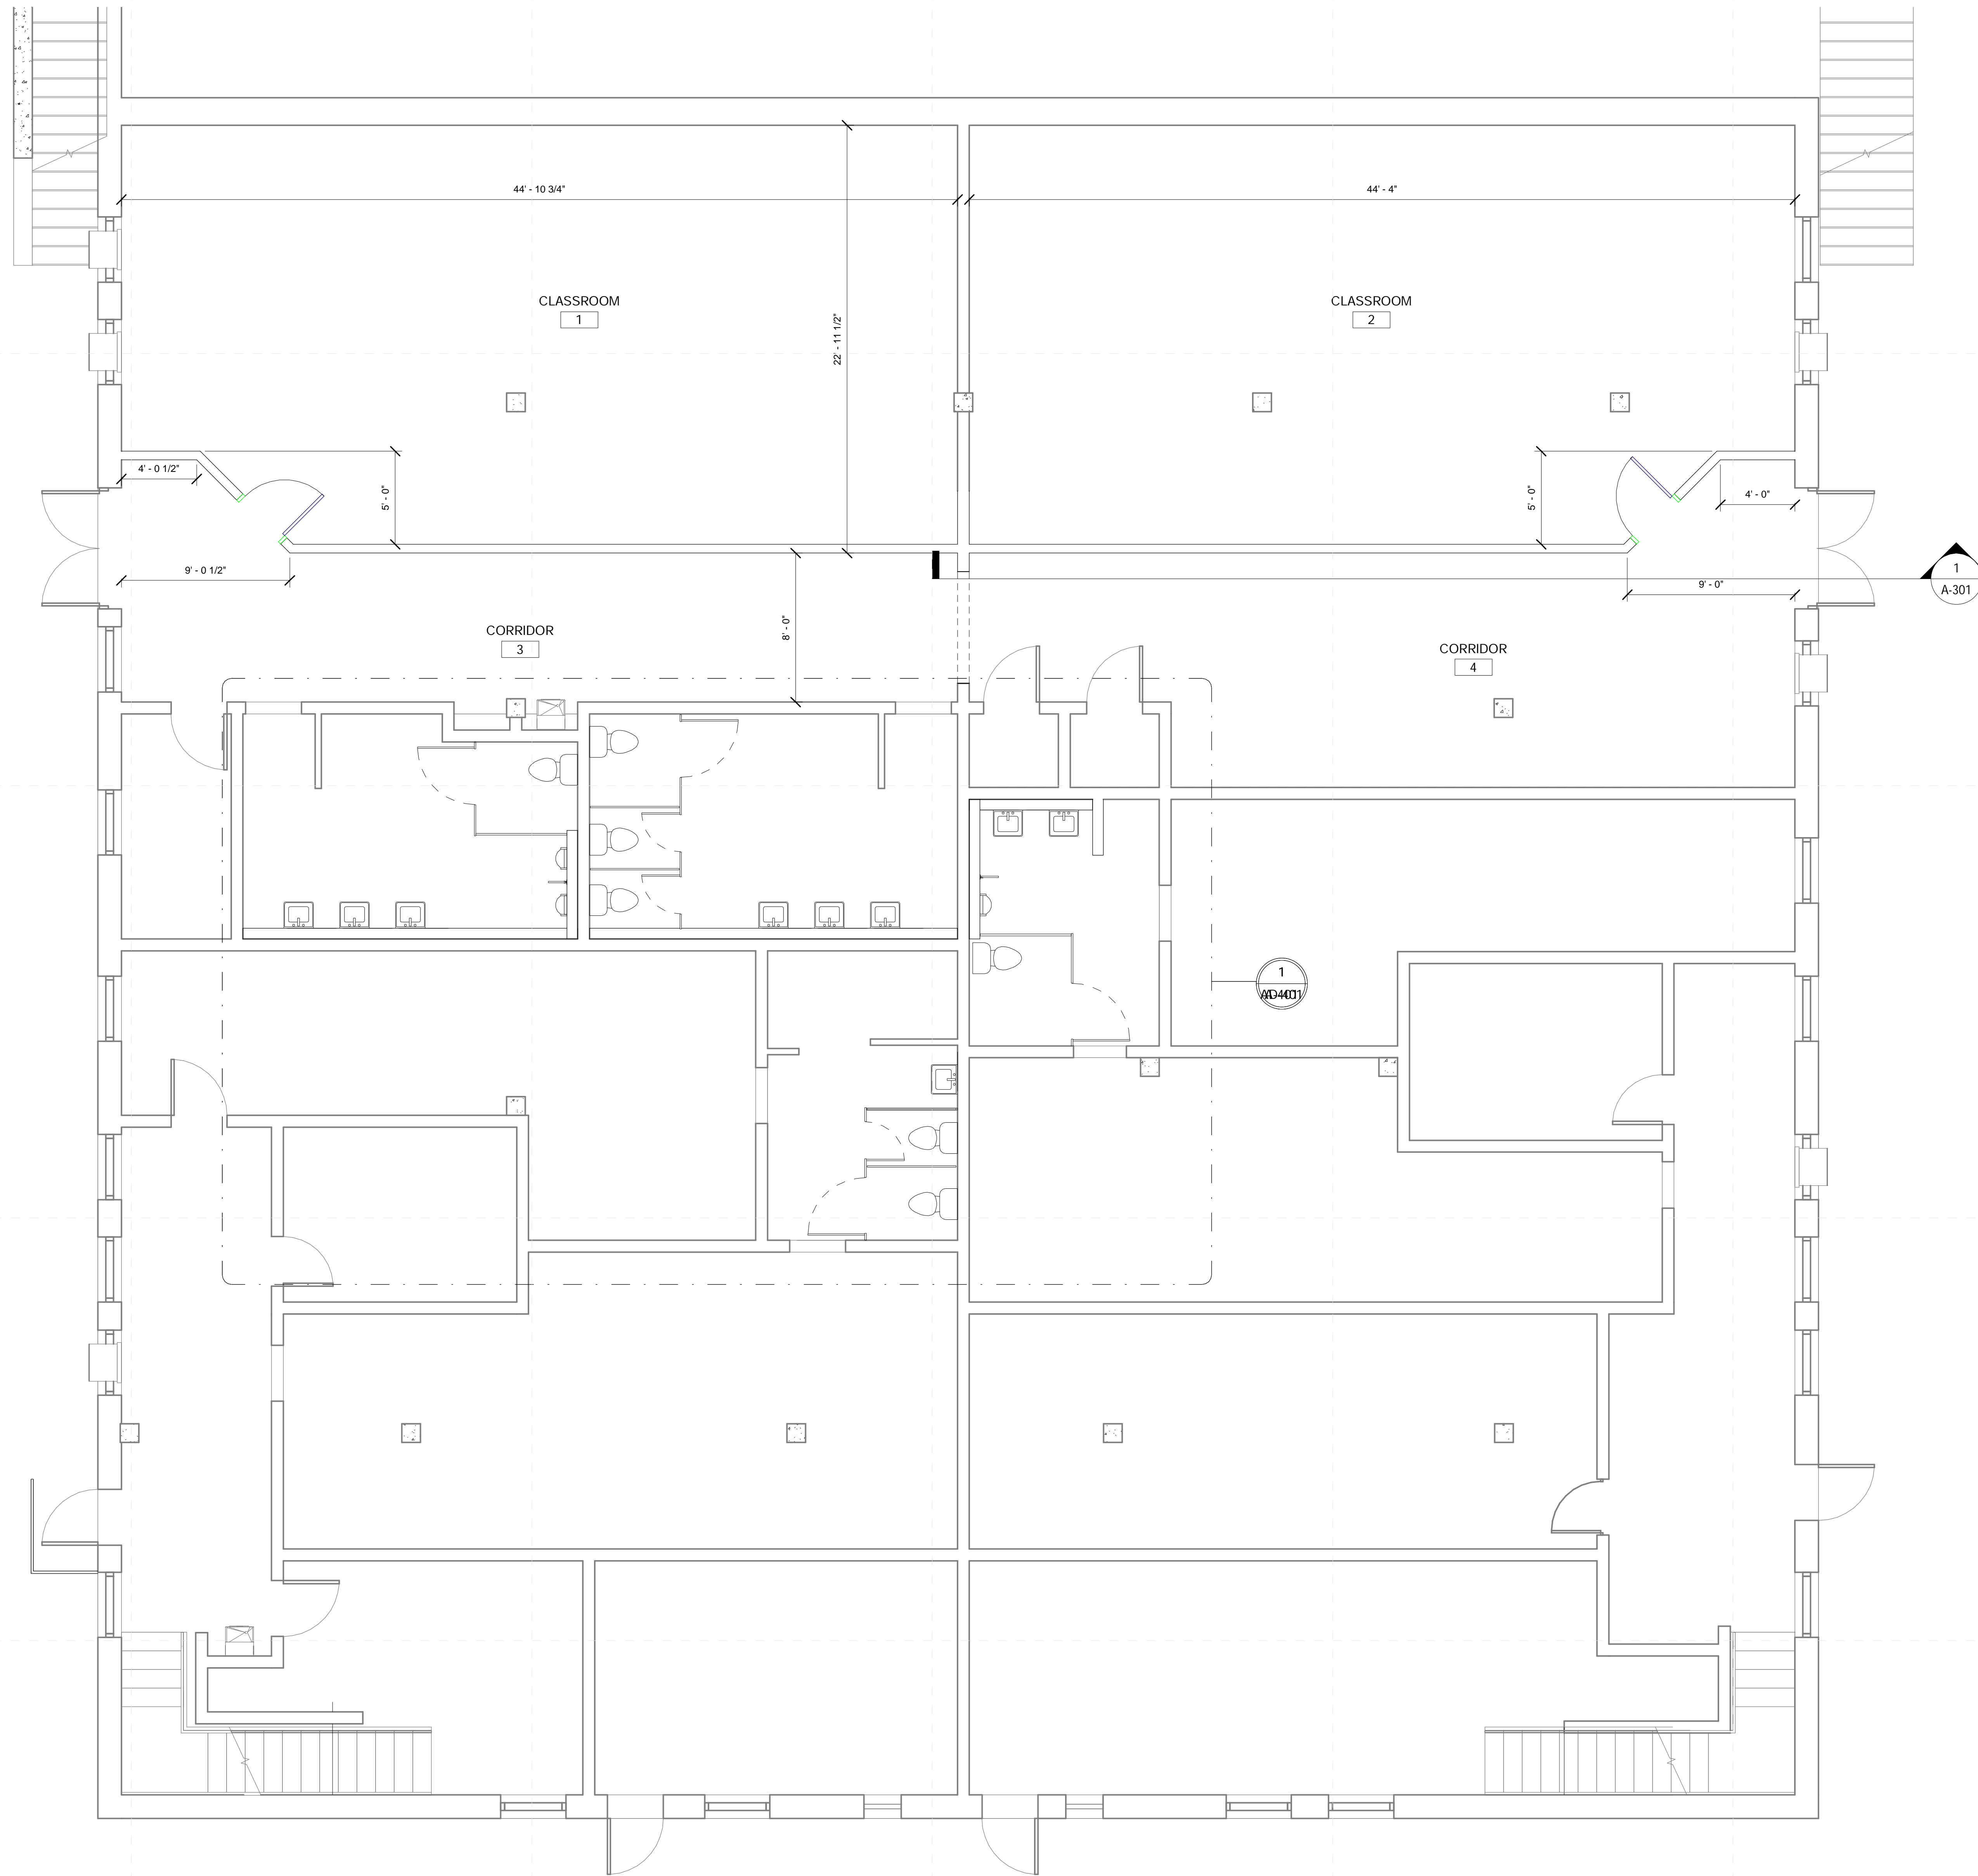 44' - 10 3/4"
44' - 4"
CLASSROOM
1
CLASSROOM
2
22' - 11 1/2"
4' - 0 1/2"
5' - 0"
5' - 0"
4' - 0"
9' - 0 1/2"
9' - 0"
1
A-301
8' - 0"
CORRIDOR
3
CORRIDOR
4
1